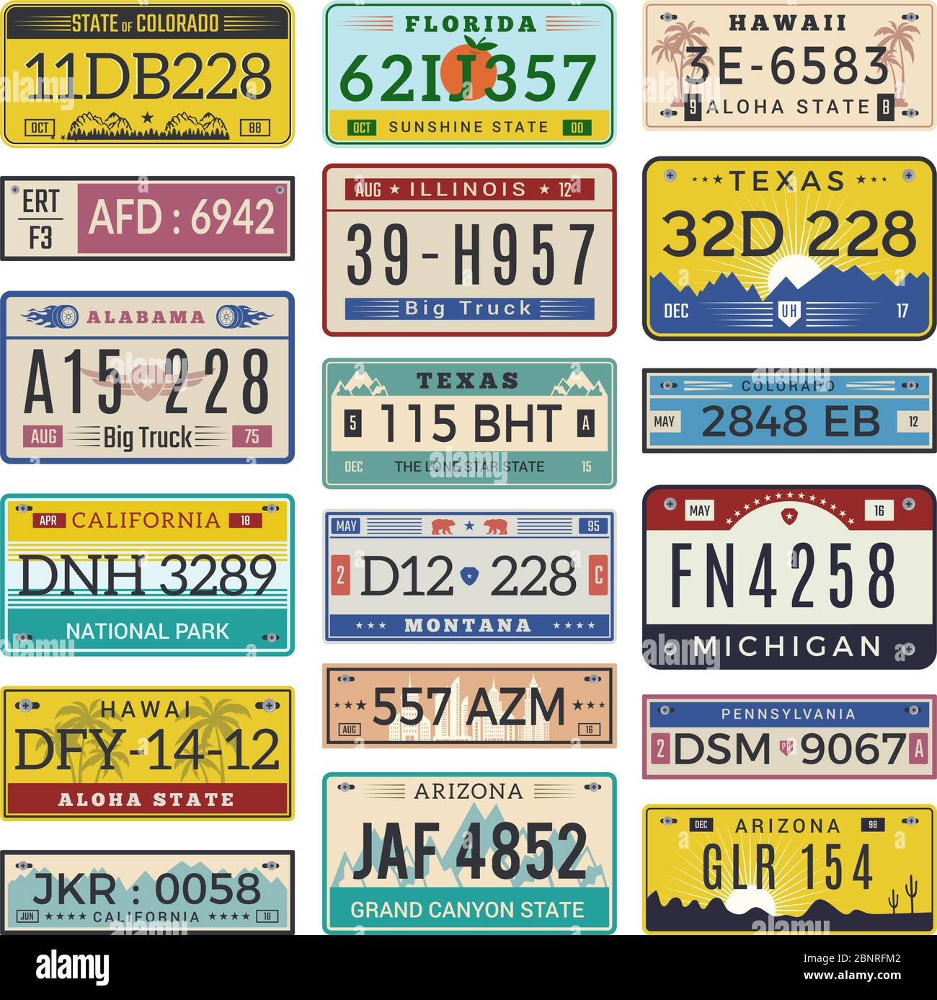 STATE OF COLORADO
11DB228
OCT 88
ERT
F3
AFD : 6942
ALABAMA
A15 228
AUG Big Truck 75
APR CALIFORNIA 18
DNH 3289
NATIONAL PARK
HAWAI
DFY -14-12
ALOHA STATE
JKR : 0058
JUN CALIFORNIA 18
FLORIDA
62IJ357
OCT SUNSHINE STATE 00
AUG ILLINOIS 12
39-H957
Big Truck
TEXAS
5 115 BHT A
DEC THE LONE STAR STATE 15
MAY 95
2 D12 228 C
MONTANA
557 AZM
AUG 16
ARIZONA
JAF 4852
GRAND CANYON STATE
HAWAII
3E-6583
9 ALOHA STATE B
TEXAS
32D 228
DEC UH 17
COLORADO
MAY 2848 EB 12
MAY 16
FN4258
MICHIGAN
PENNSYLVANIA
2 DSM 9067 A
DEC ARIZONA 98
GLR 154
alamy
a
alamy
Image ID: 2BNRFM2
www.alamy.com